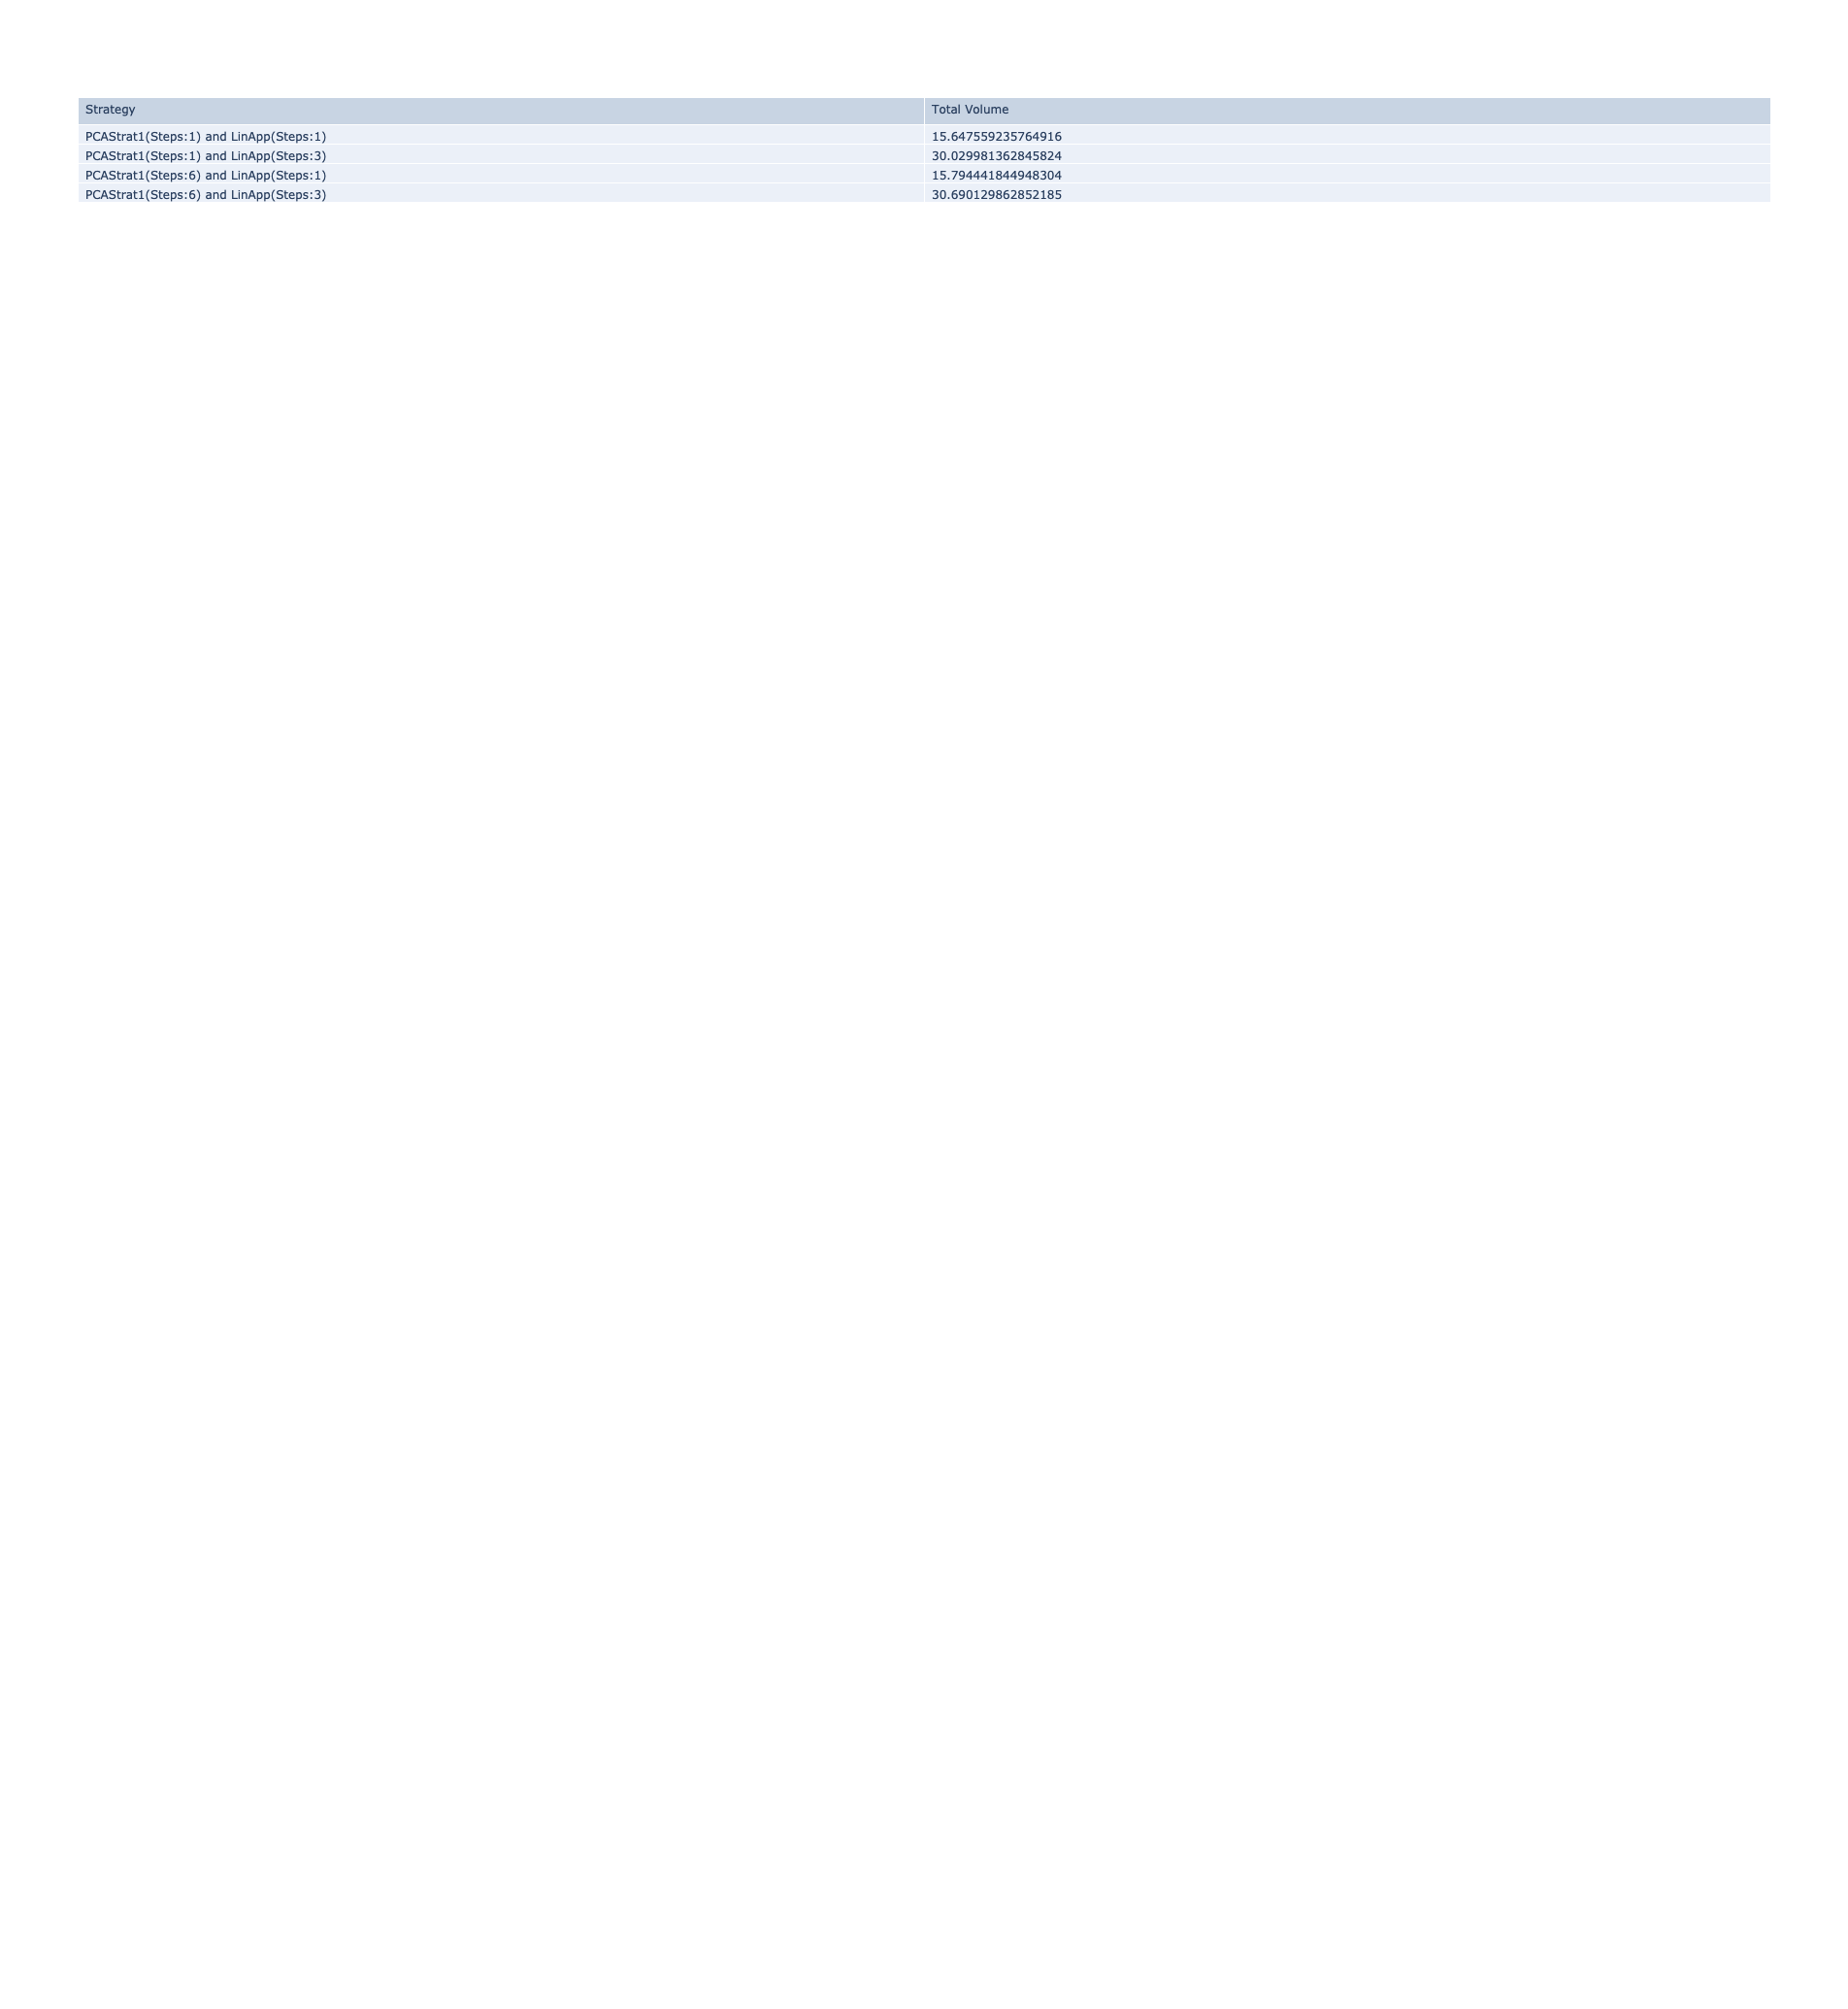 Strategy Total Volume
PCAStrat1(Steps:1) and LinApp(Steps:1) 15.647559235764916
PCAStrat1(Steps:1) and LinApp(Steps:3) 30.029981362845824
PCAStrat1(Steps:6) and LinApp(Steps:1) 15.794441844948304
PCAStrat1(Steps:6) and LinApp(Steps:3) 30.690129862852185